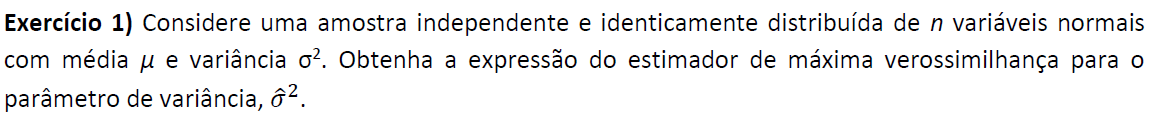 Exercício 1) Considere uma amostra independente e identicamente distribuída de n variáveis normais
com média μ e variância σ². Obtenha a expressão do estimador de máxima verossimilhança para o
parâmetro de variância, σ̂².